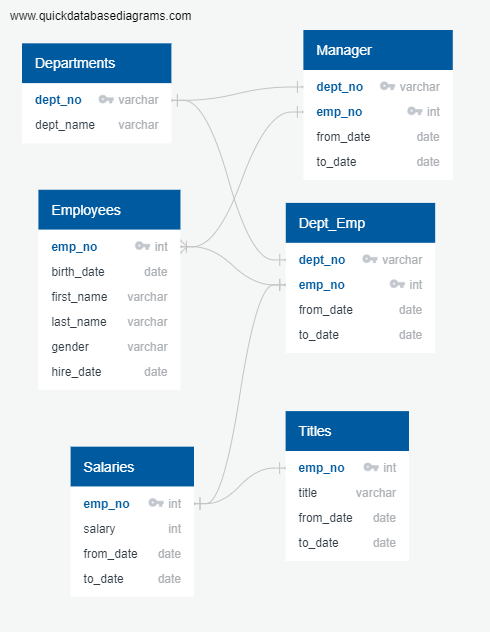 www.quickdatabasediagrams.com
Departments
dept_no varchar
dept_name varchar
Manager
dept_no varchar
emp_no int
from_date date
to_date date
Employees
emp_no int
birth_date date
first_name varchar
last_name varchar
gender varchar
hire_date date
Dept_Emp
dept_no varchar
emp_no int
from_date date
to_date date
Salaries
emp_no int
salary int
from_date date
to_date date
Titles
emp_no int
title varchar
from_date date
to_date date